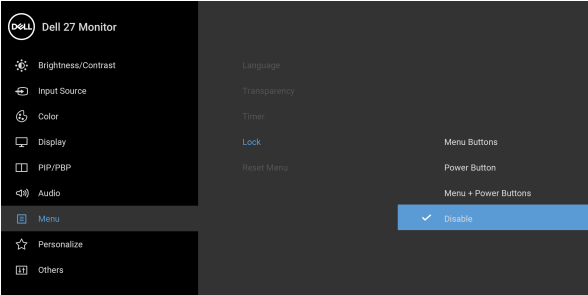 DELL
Dell 27 Monitor
Brightness/Contrast
Input Source
Color
Display
PIP/PBP
Audio
Menu
Personalize
Others
Language
Transparency
Timer
Lock
Reset Menu
Menu Buttons
Power Button
Menu + Power Buttons
Disable